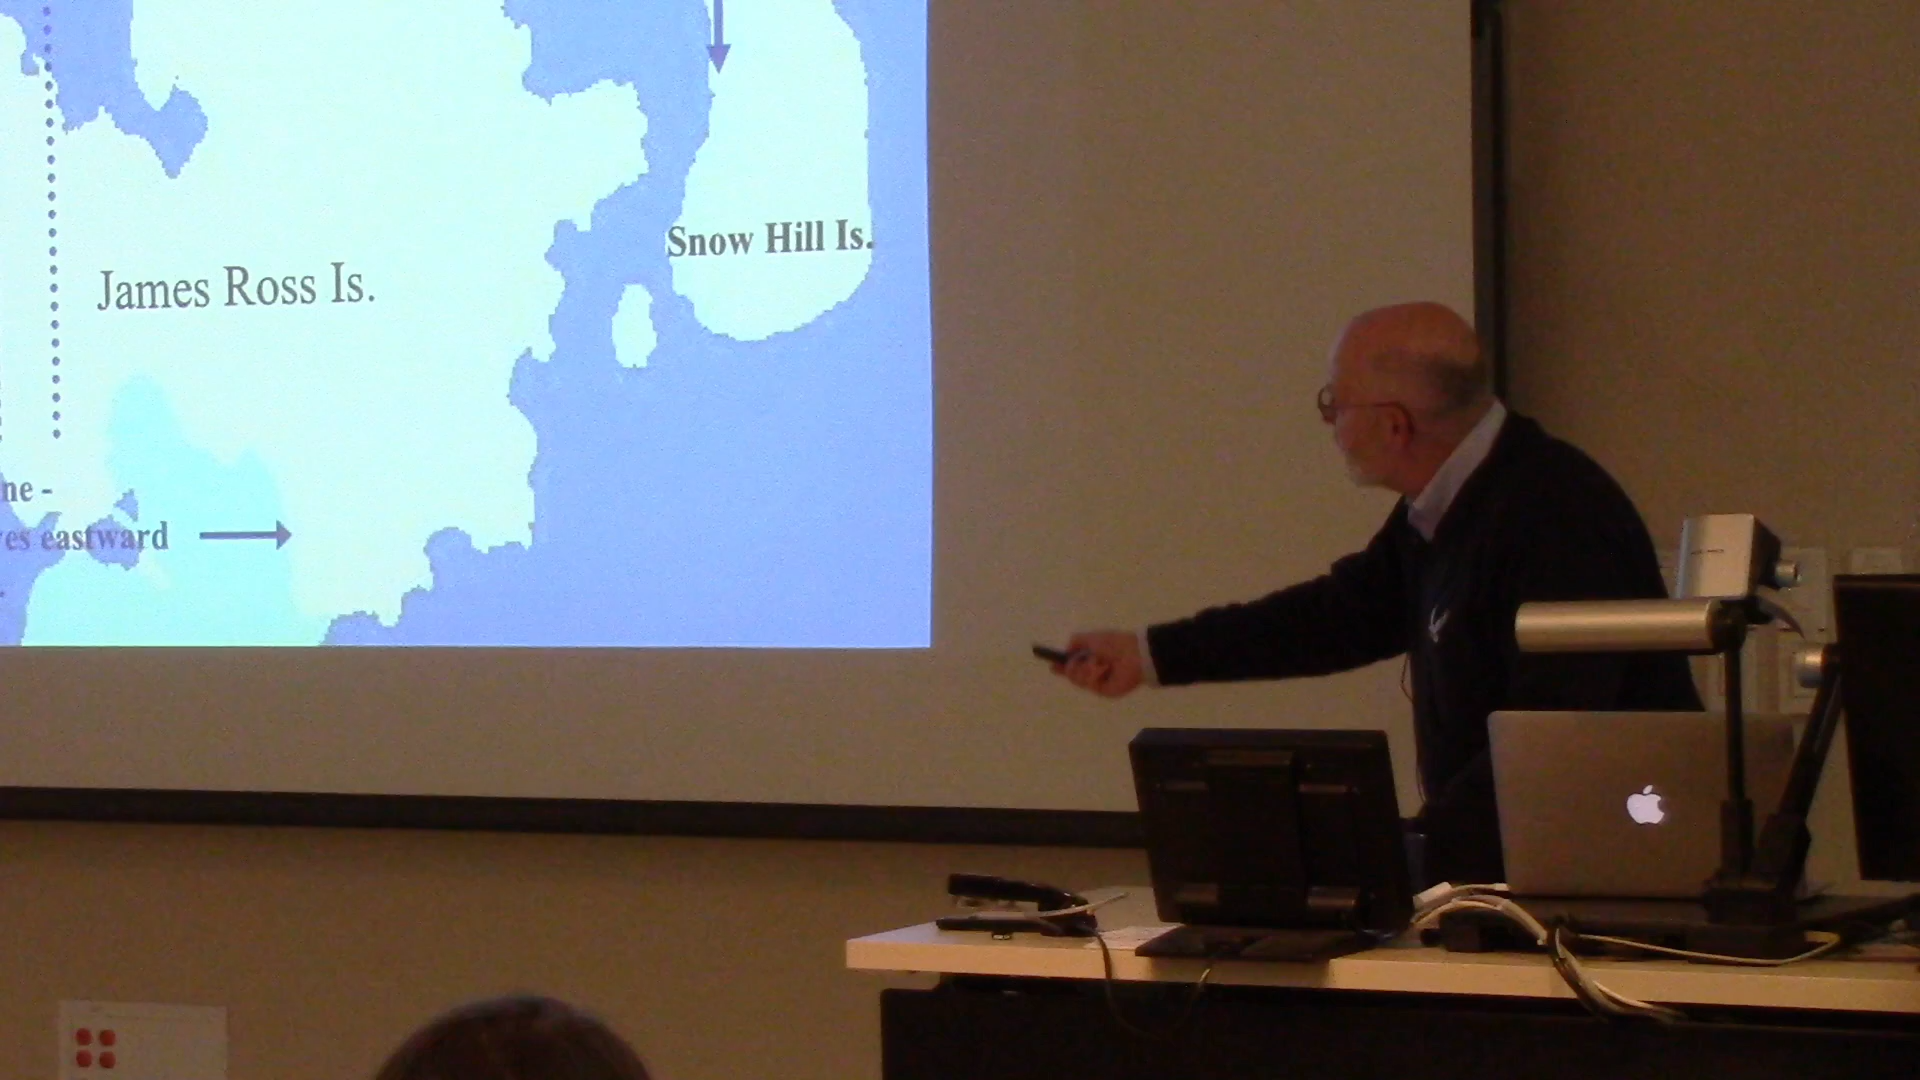 Snow Hill Is.
James Ross Is.
ne -
es eastward